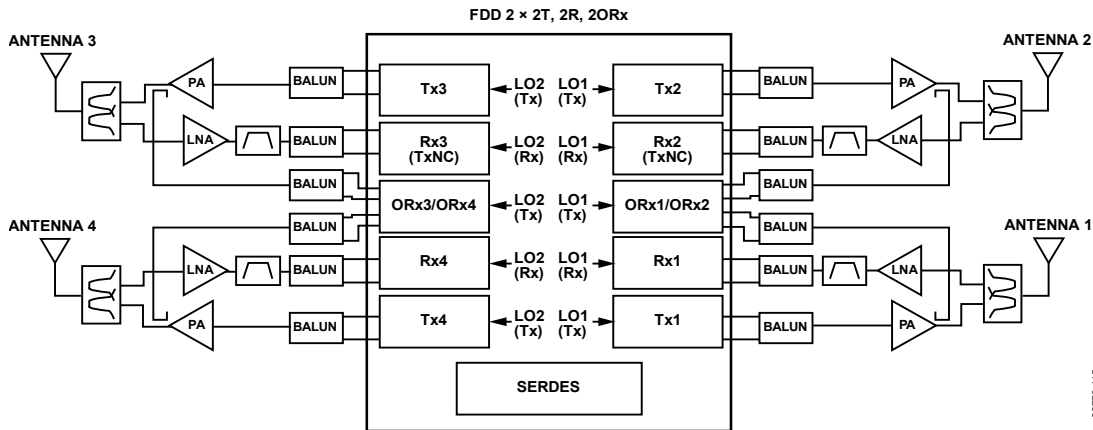 FDD 2 × 2T, 2R, 2ORx
ANTENNA 3
ANTENNA 2
PA
BALUN
Tx3
LO2
(Tx)
LO1
(Tx)
Tx2
BALUN
PA
LNA
BALUN
Rx3
(TxNC)
LO2
(Rx)
LO1
(Rx)
Rx2
(TxNC)
BALUN
LNA
BALUN
ORx3/ORx4
LO2
(Tx)
LO1
(Tx)
ORx1/ORx2
BALUN
ANTENNA 4
BALUN
BALUN
ANTENNA 1
LNA
BALUN
Rx4
LO2
(Rx)
LO1
(Rx)
Rx1
BALUN
LNA
PA
BALUN
Tx4
LO2
(Tx)
LO1
(Tx)
Tx1
BALUN
PA
SERDES